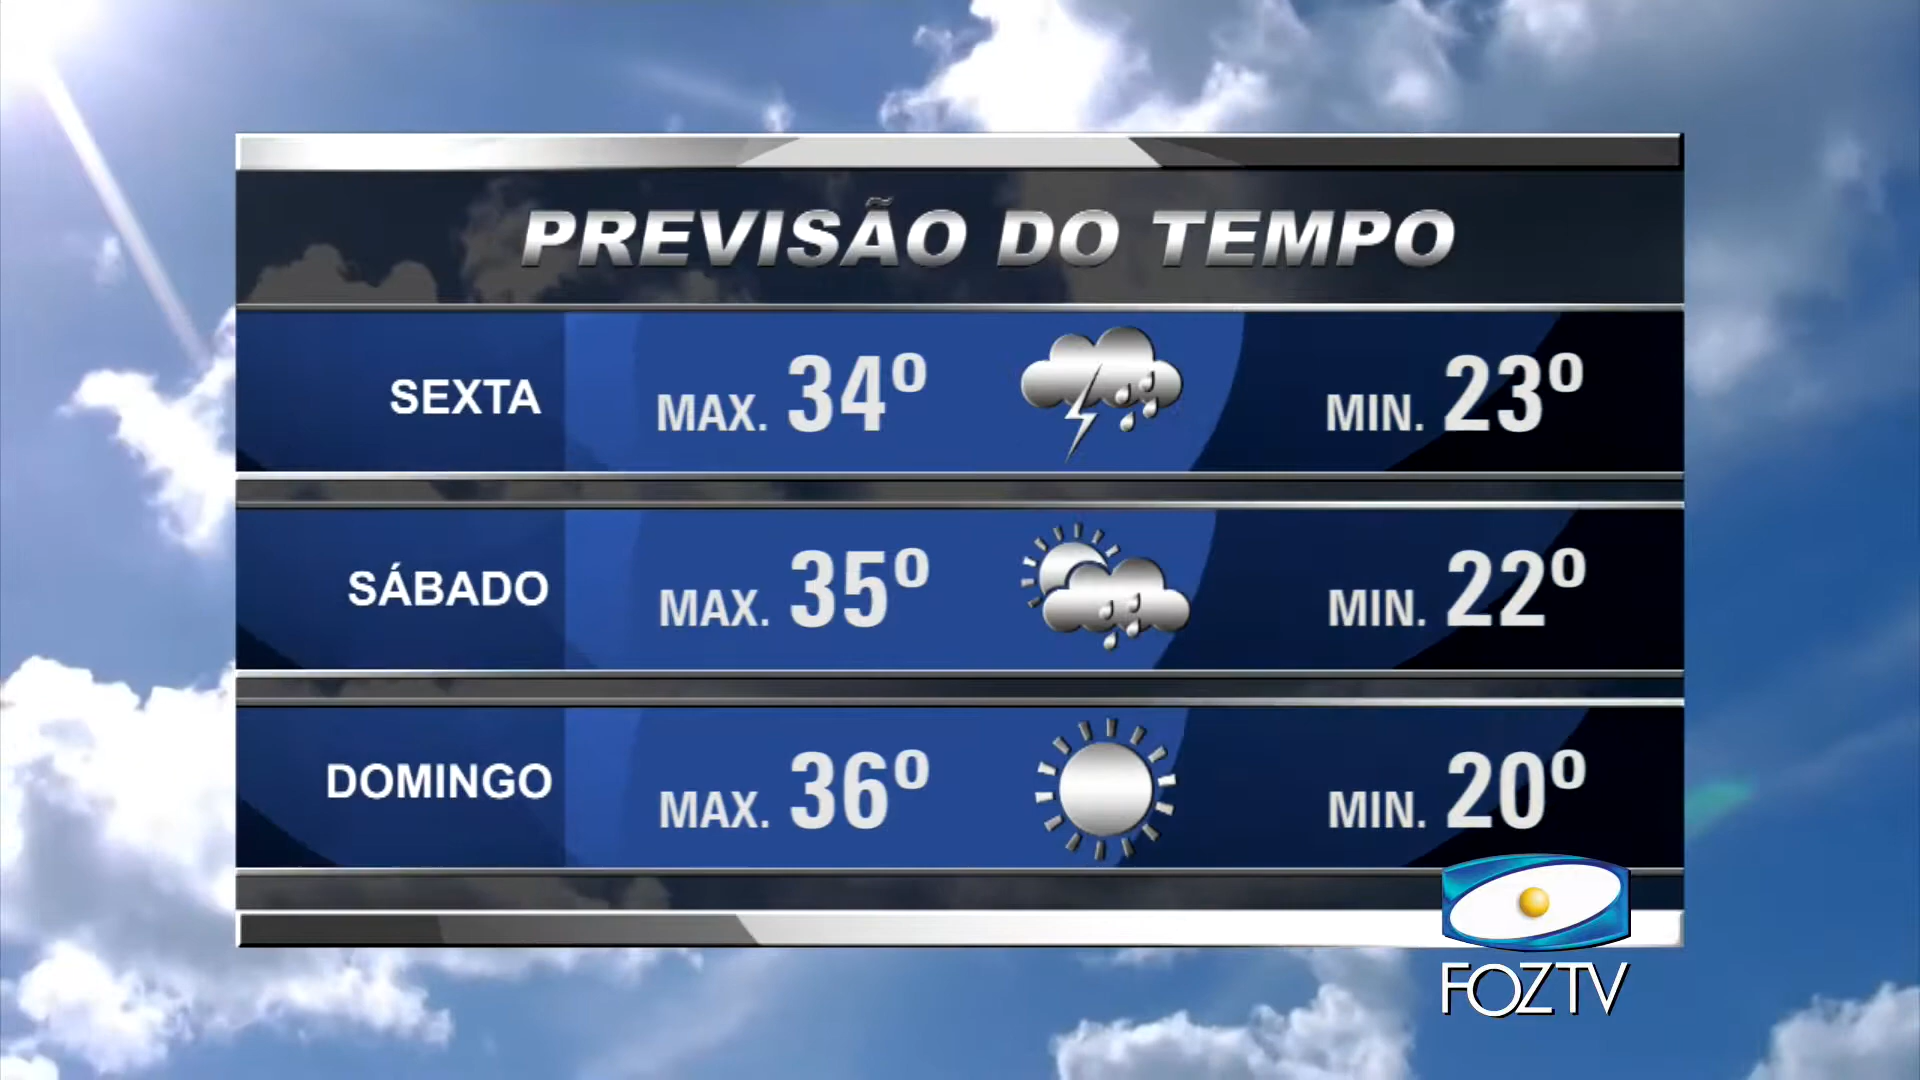 PREVISÃO DO TEMPO
SEXTA MAX. 34º MIN. 23º
SÁBADO MAX. 35º MIN. 22º
DOMINGO MAX. 36º MIN. 20º
FOZTV